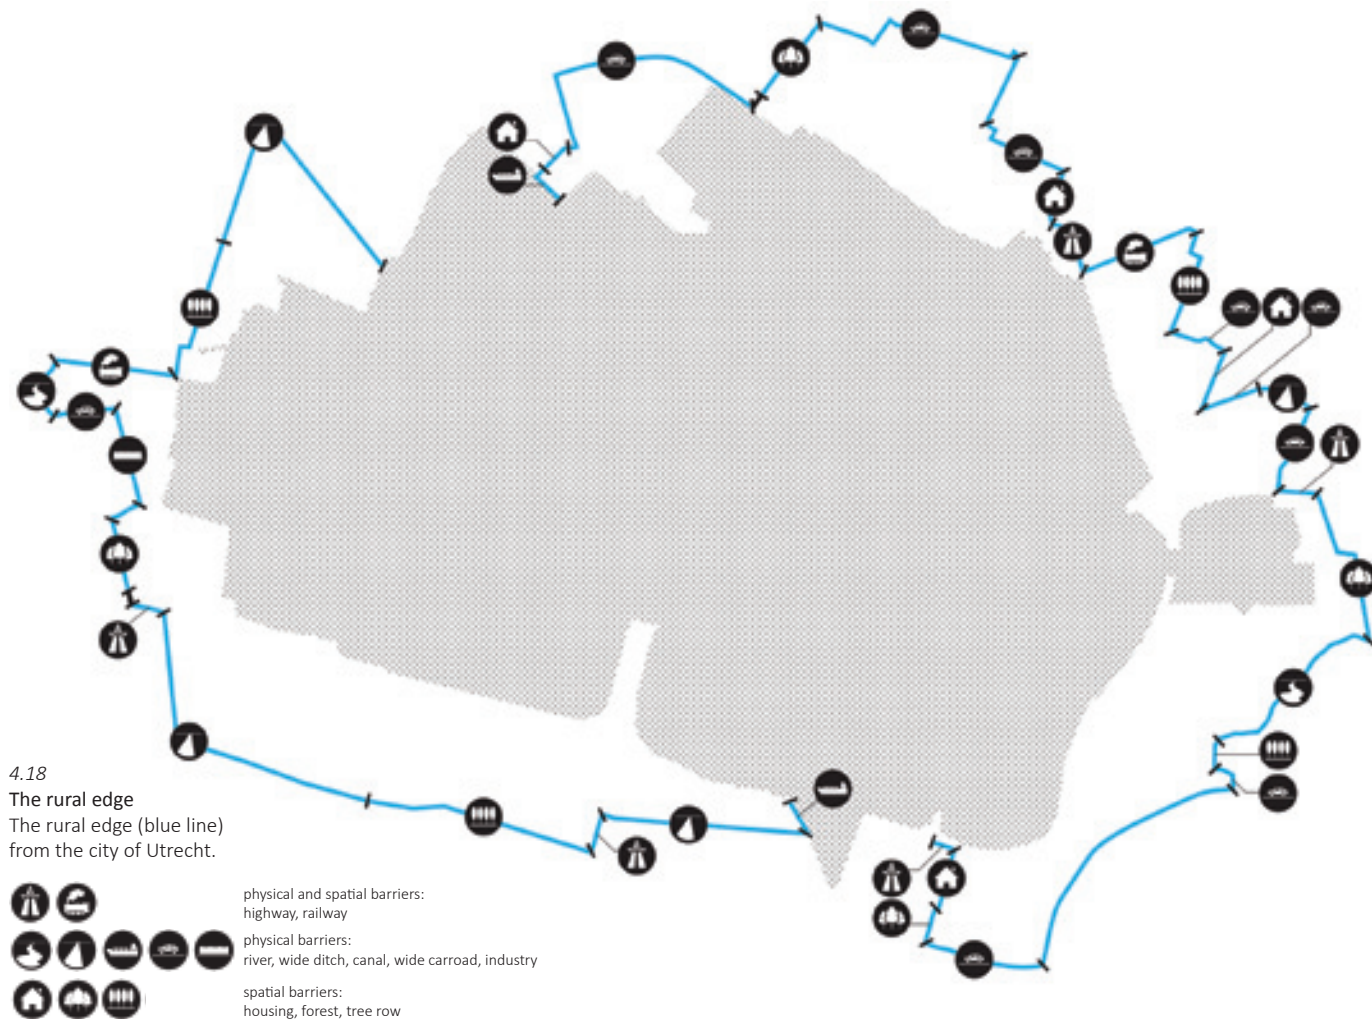 4.18
The rural edge
The rural edge (blue line)
from the city of Utrecht.
physical and spatial barriers:
highway, railway
physical barriers:
river, wide ditch, canal, wide carroad, industry
spatial barriers:
housing, forest, tree row